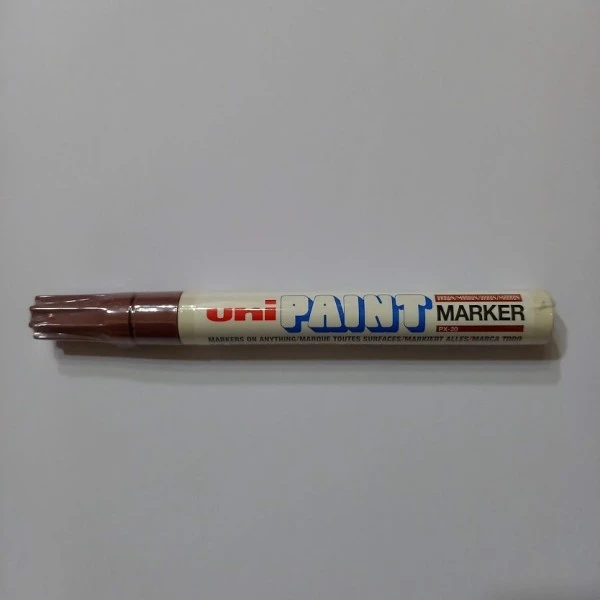 uni PAINT MARKER
PX-20
MARKERS ON ANYTHING/MARQUE TOUTES SURFACES/MARKIERT ALLES/MARCA TODO